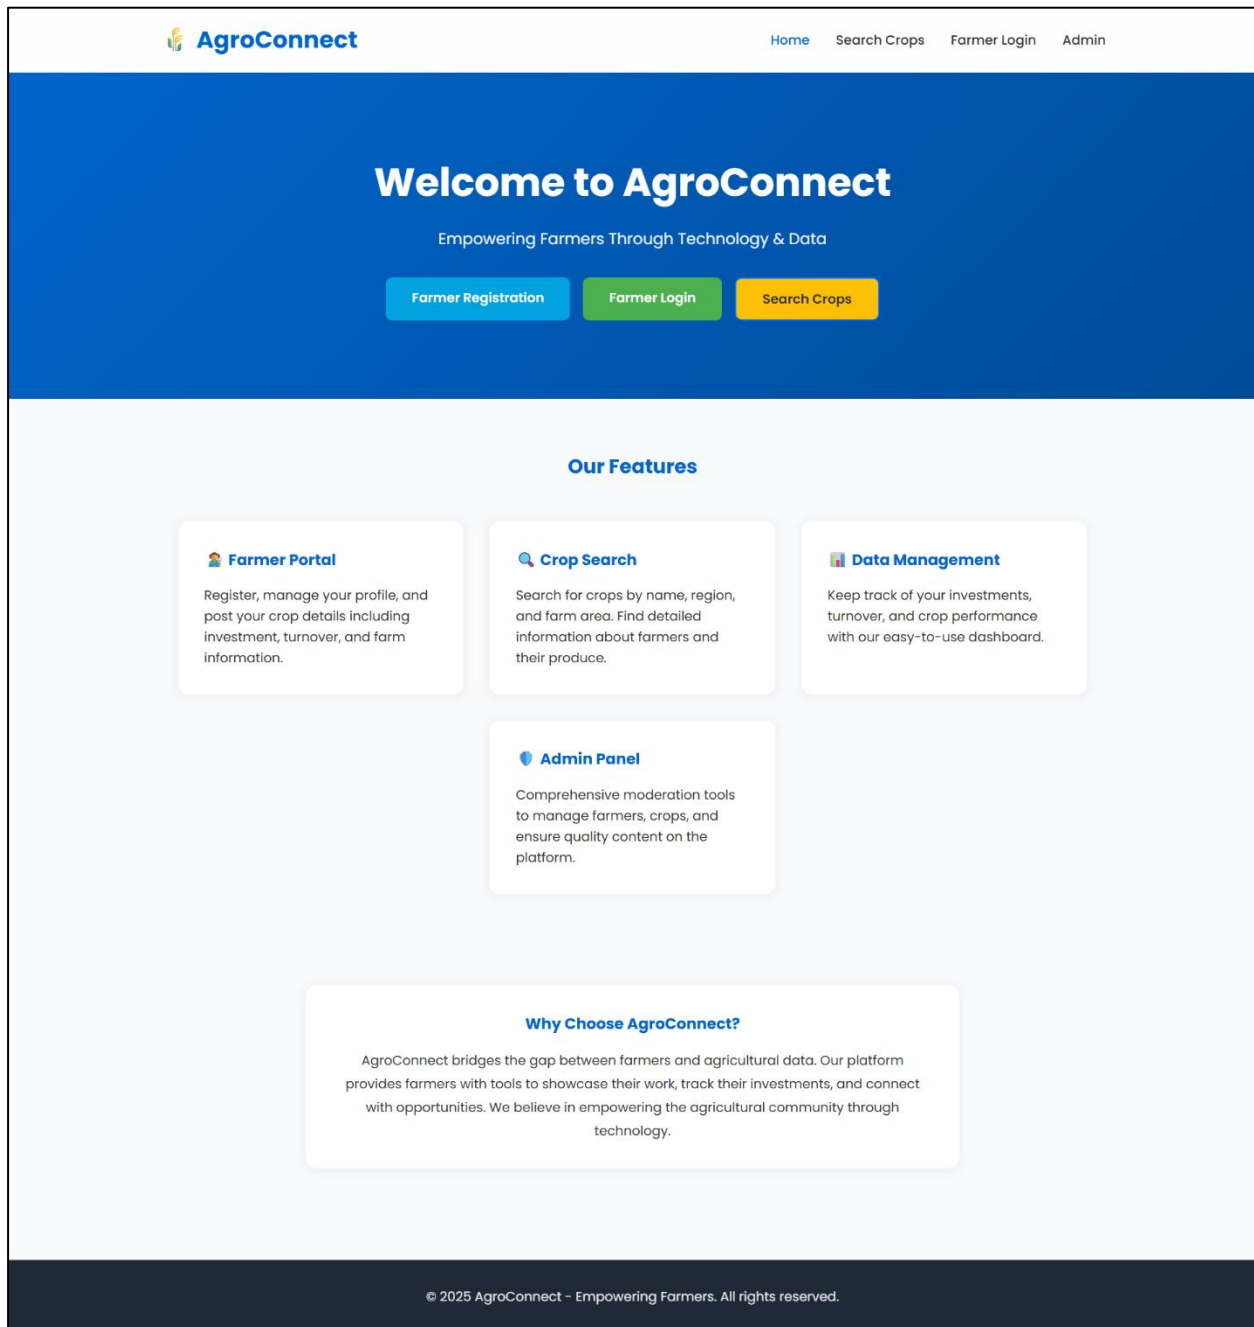 AgroConnect
Home Search Crops Farmer Login Admin
Welcome to AgroConnect
Empowering Farmers Through Technology & Data
Farmer Registration Farmer Login Search Crops
Our Features
Farmer Portal
Register, manage your profile, and
post your crop details including
investment, turnover, and farm
information.
Crop Search
Search for crops by name, region,
and farm area. Find detailed
information about farmers and
their produce.
Data Management
Keep track of your investments,
turnover, and crop performance
with our easy-to-use dashboard.
Admin Panel
Comprehensive moderation tools
to manage farmers, crops, and
ensure quality content on the
platform.
Why Choose AgroConnect?
AgroConnect bridges the gap between farmers and agricultural data. Our platform
provides farmers with tools to showcase their work, track their investments, and connect
with opportunities. We believe in empowering the agricultural community through
technology.
© 2025 AgroConnect - Empowering Farmers. All rights reserved.